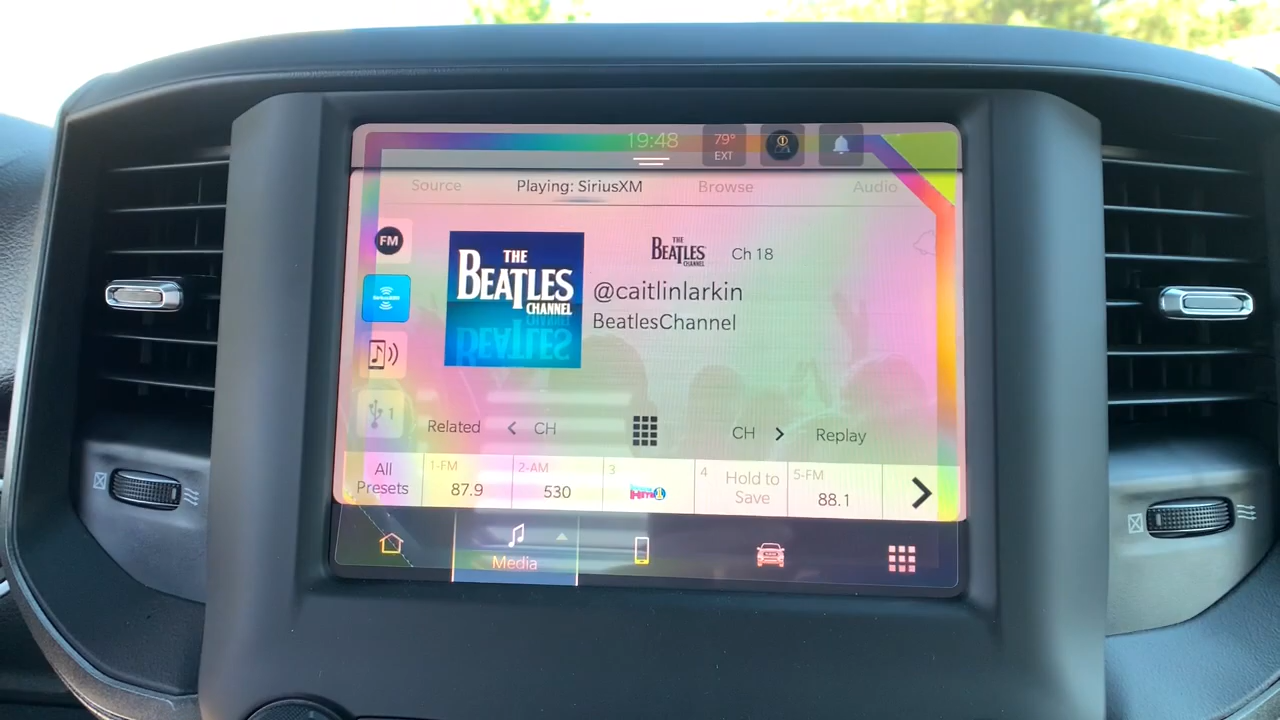 19:48
79°
EXT
Source
Playing: SiriusXM
Browse
Audio
FM
SiriusXM
1
THE
BEATLES
CHANNEL
THE
BEATLES
CHANNEL
Ch 18
@caitlinlarkin
BeatlesChannel
Related
CH
CH
Replay
All
Presets
1-FM
87.9
2-AM
530
3
4
Hold to
Save
5-FM
88.1
Media